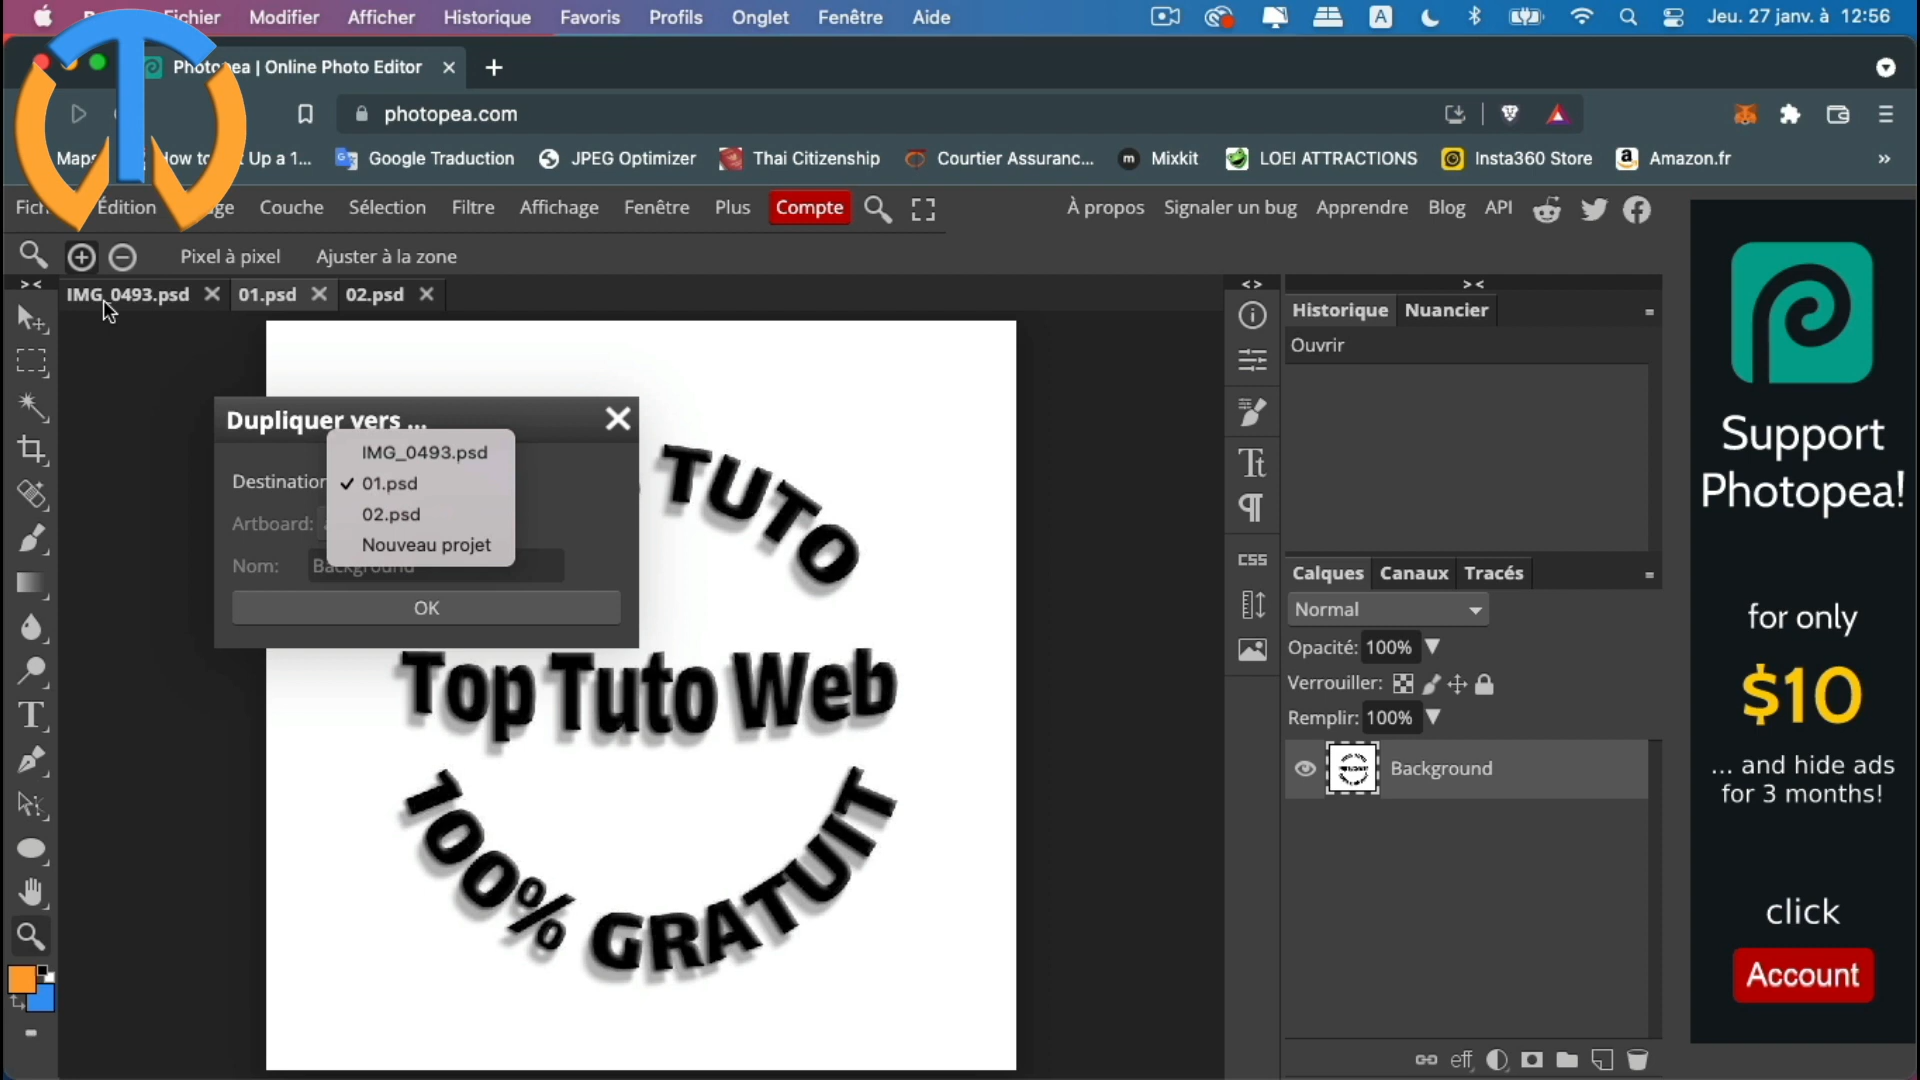 Fichier Modifier Afficher Historique Favoris Profils Onglet Fenêtre Aide A Jeu. 27 janv. à 12:56
Photopea | Online Photo Editor
photopea.com
Maps Up a 1... Google Traduction JPEG Optimizer Thai Citizenship Courtier Assuranc... m Mixkit LOEI ATTRACTIONS Insta360 Store Amazon.fr »
Édition Couche Sélection Filtre Affichage Fenêtre Plus Compte À propos Signaler un bug Apprendre Blog API
Pixel à pixel Ajuster à la zone
IMG_0493.psd 01.psd 02.psd
Historique Nuancier
Ouvrir
Dupliquer vers ...
IMG_0493.psd
Destination ✓ 01.psd
Artboard: 02.psd
Nouveau projet
Nom: Background
OK
TUTO
Top Tuto Web
100% GRATUIT
CSS
Calques Canaux Tracés
Normal
Opacité: 100%
Verrouiller:
Remplir: 100%
Background
eff
Support
Photopea!
for only
$10
... and hide ads
for 3 months!
click
Account